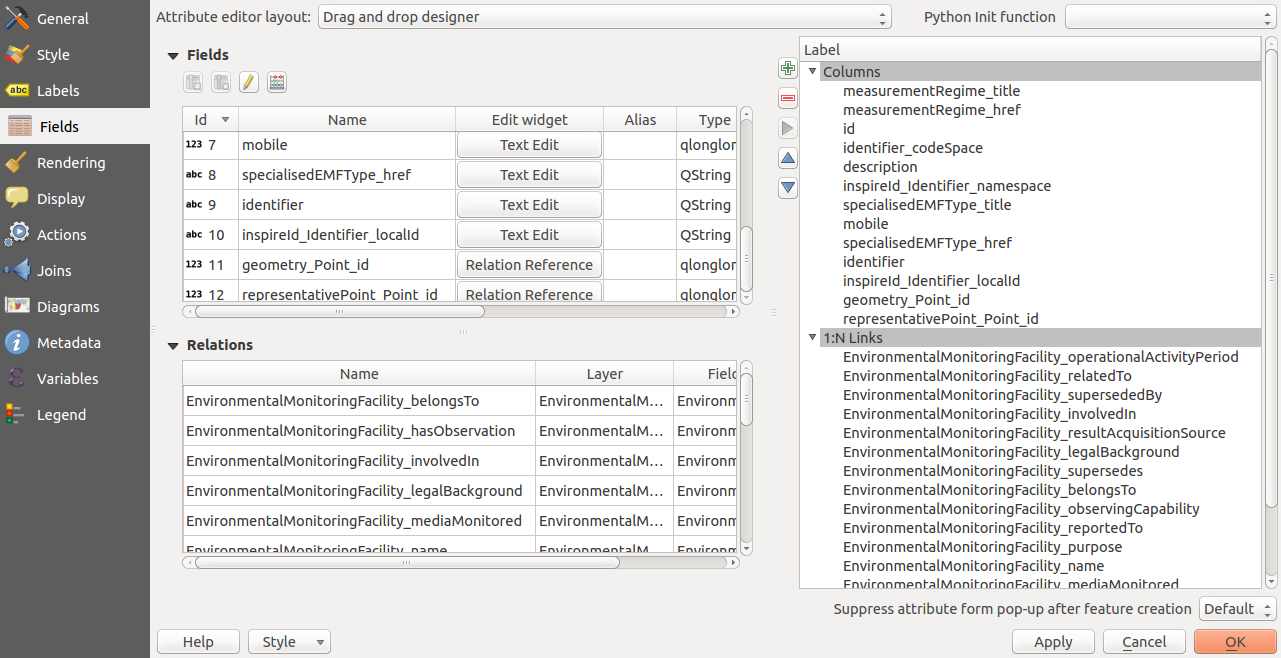 General
Style
Labels
Fields
Rendering
Display
Actions
Joins
Diagrams
Metadata
Variables
Legend
Attribute editor layout: Drag and drop designer Python Init function
Fields
Id Name Edit widget Alias Type
123 7 mobile Text Edit qlonglor
abc 8 specialisedEMFType_href Text Edit QString
abc 9 identifier Text Edit QString
abc 10 inspireId_Identifier_localId Text Edit QString
123 11 geometry_Point_id Relation Reference qlonglor
123 12 representativePoint_Point_id Relation Reference qlonglor
Relations
Name Layer Field
EnvironmentalMonitoringFacility_belongsTo EnvironmentalM... Environm
EnvironmentalMonitoringFacility_hasObservation EnvironmentalM... Environm
EnvironmentalMonitoringFacility_involvedIn EnvironmentalM... Environm
EnvironmentalMonitoringFacility_legalBackground EnvironmentalM... Environm
EnvironmentalMonitoringFacility_mediaMonitored EnvironmentalM... Environm
EnvironmentalMonitoringFacility_name EnvironmentalM... Environm
Label
Columns
measurementRegime_title
measurementRegime_href
id
identifier_codeSpace
description
inspireId_Identifier_namespace
specialisedEMFType_title
mobile
specialisedEMFType_href
identifier
inspireId_Identifier_localId
geometry_Point_id
representativePoint_Point_id
1:N Links
EnvironmentalMonitoringFacility_operationalActivityPeriod
EnvironmentalMonitoringFacility_relatedTo
EnvironmentalMonitoringFacility_supersededBy
EnvironmentalMonitoringFacility_involvedIn
EnvironmentalMonitoringFacility_resultAcquisitionSource
EnvironmentalMonitoringFacility_legalBackground
EnvironmentalMonitoringFacility_supersedes
EnvironmentalMonitoringFacility_belongsTo
EnvironmentalMonitoringFacility_observingCapability
EnvironmentalMonitoringFacility_reportedTo
EnvironmentalMonitoringFacility_purpose
EnvironmentalMonitoringFacility_name
EnvironmentalMonitoringFacility_mediaMonitored
Suppress attribute form pop-up after feature creation Default
Help Style Apply Cancel OK